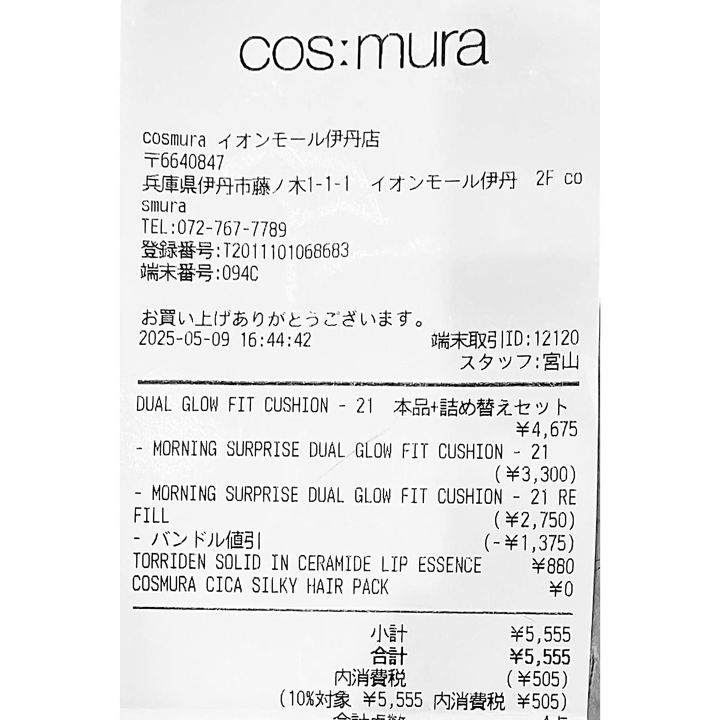 cos:mura
cosmura イオンモール伊丹店
〒6640847
兵庫県伊丹市藤ノ木1-1-1 イオンモール伊丹 2F co
smura
TEL:072-767-7789
登録番号:T2011101068683
端末番号:094C
お買い上げありがとうございます。
2025-05-09 16:44:42 端末取引ID:12120
スタッフ:宮山
DUAL GLOW FIT CUSHION - 21 本品+詰め替えセット
¥4,675
- MORNING SURPRISE DUAL GLOW FIT CUSHION - 21
(¥3,300)
- MORNING SURPRISE DUAL GLOW FIT CUSHION - 21 RE
FILL (¥2,750)
- バンドル値引 (-¥1,375)
TORRIDEN SOLID IN CERAMIDE LIP ESSENCE ¥880
COSMURA CICA SILKY HAIR PACK ¥0
小計 ¥5,555
合計 ¥5,555
内消費税 (¥505)
(10%対象 ¥5,555 内消費税 ¥505)